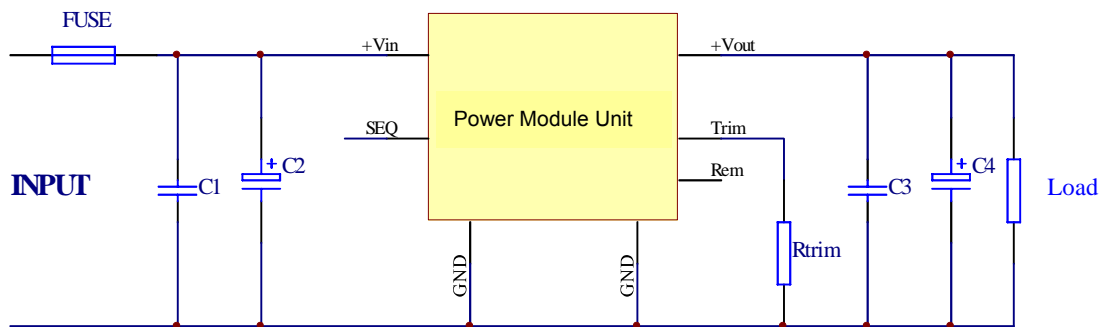 FUSE
+Vin
+Vout
SEQ
Power Module Unit
Trim
Rem
INPUT
C1
+
C2
C3
+
C4
Load
Rtrim
GND
GND